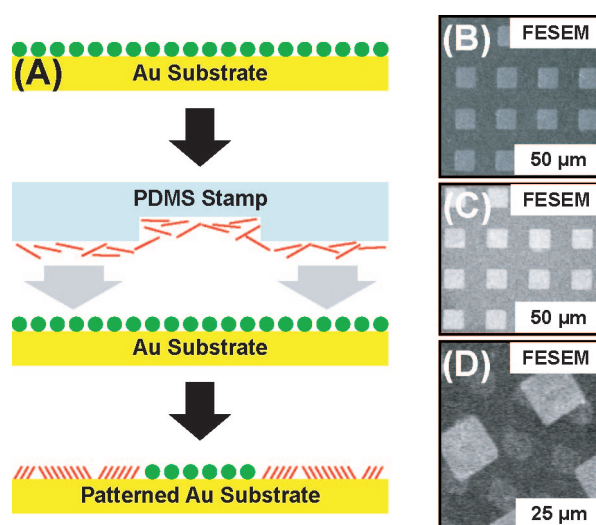 (A)
Au Substrate
PDMS Stamp
Au Substrate
Patterned Au Substrate
(B)
FESEM
50 µm
(C)
FESEM
50 µm
(D)
FESEM
25 µm